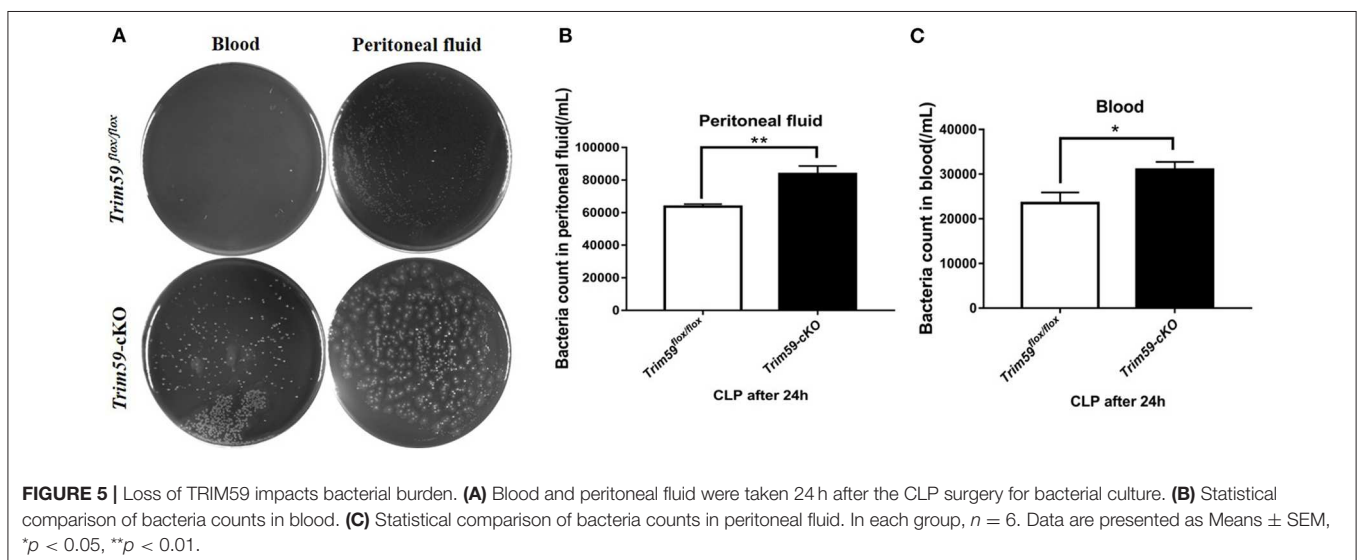 A
Blood
Peritoneal fluid
Trim59 flox/flox
Trim59-cKO
B
Bacteria count in peritoneal fluid(/mL)
Peritoneal fluid
**
100000
80000
60000
40000
20000
0
Trim59flox/flox
Trim59-cKO
CLP after 24h
C
Bacteria count in blood(/mL)
Blood
*
40000
30000
20000
10000
0
Trim59flox/flox
Trim59-cKO
CLP after 24h
FIGURE 5 | Loss of TRIM59 impacts bacterial burden. (A) Blood and peritoneal fluid were taken 24 h after the CLP surgery for bacterial culture. (B) Statistical
comparison of bacteria counts in blood. (C) Statistical comparison of bacteria counts in peritoneal fluid. In each group, n = 6. Data are presented as Means ± SEM,
*p < 0.05, **p < 0.01.